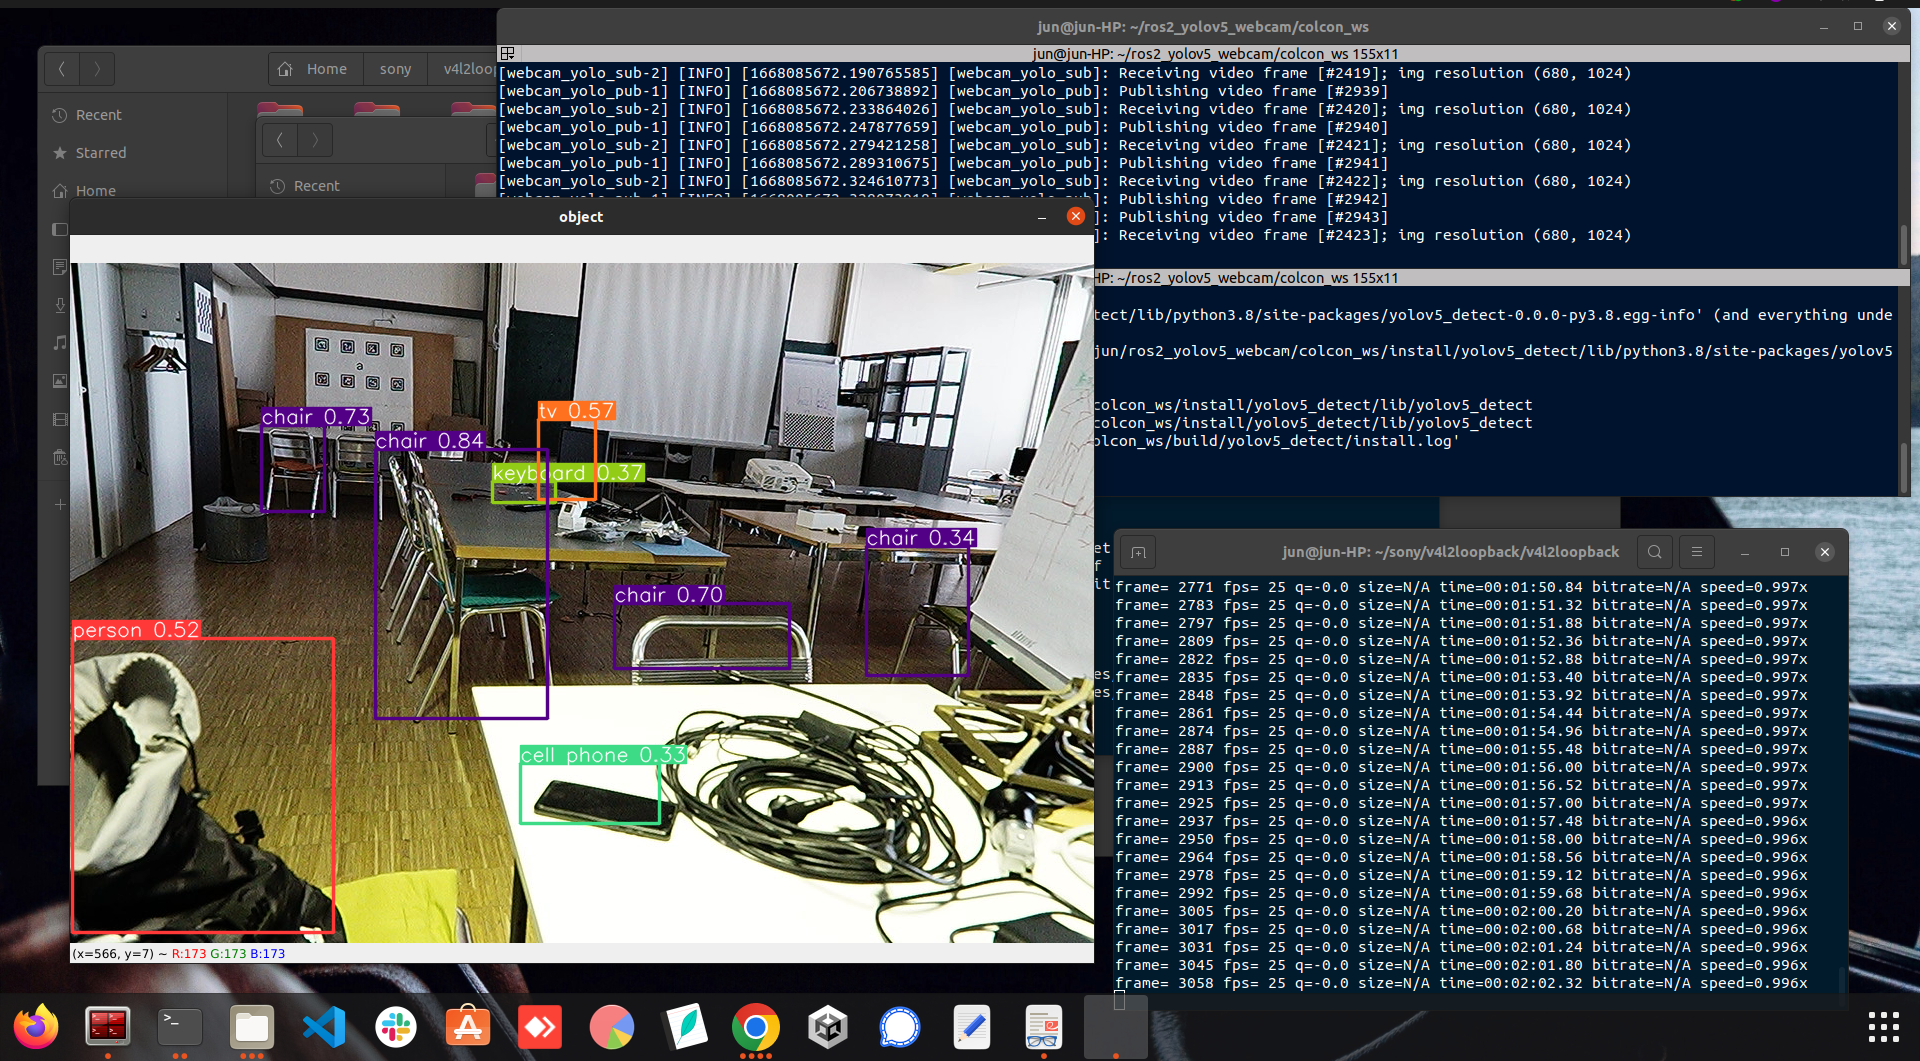 jun@jun-HP: ~/ros2_yolov5_webcam/colcon_ws
jun@jun-HP: ~/ros2_yolov5_webcam/colcon_ws 155x11
[webcam_yolo_sub-2] [INFO] [1668085672.190765585] [webcam_yolo_sub]: Receiving video frame [#2419]; img resolution (680, 1024)
[webcam_yolo_pub-1] [INFO] [1668085672.206738892] [webcam_yolo_pub]: Publishing video frame [#2939]
[webcam_yolo_sub-2] [INFO] [1668085672.233864026] [webcam_yolo_sub]: Receiving video frame [#2420]; img resolution (680, 1024)
[webcam_yolo_pub-1] [INFO] [1668085672.247877659] [webcam_yolo_pub]: Publishing video frame [#2940]
[webcam_yolo_sub-2] [INFO] [1668085672.279421258] [webcam_yolo_sub]: Receiving video frame [#2421]; img resolution (680, 1024)
[webcam_yolo_pub-1] [INFO] [1668085672.289310675] [webcam_yolo_pub]: Publishing video frame [#2941]
[webcam_yolo_sub-2] [INFO] [1668085672.324610773] [webcam_yolo_sub]: Receiving video frame [#2422]; img resolution (680, 1024)
]: Publishing video frame [#2942]
]: Publishing video frame [#2943]
]: Receiving video frame [#2423]; img resolution (680, 1024)
HP: ~/ros2_yolov5_webcam/colcon_ws 155x11
tect/lib/python3.8/site-packages/yolov5_detect-0.0.0-py3.8.egg-info' (and everything unde
jun/ros2_yolov5_webcam/colcon_ws/install/yolov5_detect/lib/python3.8/site-packages/yolov5
colcon_ws/install/yolov5_detect/lib/yolov5_detect
colcon_ws/install/yolov5_detect/lib/yolov5_detect
olcon_ws/build/yolov5_detect/install.log'
Home
sony
v4l2loop
Recent
Starred
Home
Recent
object
chair 0.73
chair 0.84
tv 0.57
keyboard 0.37
chair 0.34
chair 0.70
person 0.52
cell phone 0.33
a
(x=566, y=7) ~ R:173 G:173 B:173
et
f
it
es
es
jun@jun-HP: ~/sony/v4l2loopback/v4l2loopback
frame= 2771 fps= 25 q=-0.0 size=N/A time=00:01:50.84 bitrate=N/A speed=0.997x
frame= 2783 fps= 25 q=-0.0 size=N/A time=00:01:51.32 bitrate=N/A speed=0.997x
frame= 2797 fps= 25 q=-0.0 size=N/A time=00:01:51.88 bitrate=N/A speed=0.997x
frame= 2809 fps= 25 q=-0.0 size=N/A time=00:01:52.36 bitrate=N/A speed=0.997x
frame= 2822 fps= 25 q=-0.0 size=N/A time=00:01:52.88 bitrate=N/A speed=0.997x
frame= 2835 fps= 25 q=-0.0 size=N/A time=00:01:53.40 bitrate=N/A speed=0.997x
frame= 2848 fps= 25 q=-0.0 size=N/A time=00:01:53.92 bitrate=N/A speed=0.997x
frame= 2861 fps= 25 q=-0.0 size=N/A time=00:01:54.44 bitrate=N/A speed=0.997x
frame= 2874 fps= 25 q=-0.0 size=N/A time=00:01:54.96 bitrate=N/A speed=0.997x
frame= 2887 fps= 25 q=-0.0 size=N/A time=00:01:55.48 bitrate=N/A speed=0.997x
frame= 2900 fps= 25 q=-0.0 size=N/A time=00:01:56.00 bitrate=N/A speed=0.997x
frame= 2913 fps= 25 q=-0.0 size=N/A time=00:01:56.52 bitrate=N/A speed=0.997x
frame= 2925 fps= 25 q=-0.0 size=N/A time=00:01:57.00 bitrate=N/A speed=0.997x
frame= 2937 fps= 25 q=-0.0 size=N/A time=00:01:57.48 bitrate=N/A speed=0.996x
frame= 2950 fps= 25 q=-0.0 size=N/A time=00:01:58.00 bitrate=N/A speed=0.996x
frame= 2964 fps= 25 q=-0.0 size=N/A time=00:01:58.56 bitrate=N/A speed=0.996x
frame= 2978 fps= 25 q=-0.0 size=N/A time=00:01:59.12 bitrate=N/A speed=0.996x
frame= 2992 fps= 25 q=-0.0 size=N/A time=00:01:59.68 bitrate=N/A speed=0.996x
frame= 3005 fps= 25 q=-0.0 size=N/A time=00:02:00.20 bitrate=N/A speed=0.996x
frame= 3017 fps= 25 q=-0.0 size=N/A time=00:02:00.68 bitrate=N/A speed=0.996x
frame= 3031 fps= 25 q=-0.0 size=N/A time=00:02:01.24 bitrate=N/A speed=0.996x
frame= 3045 fps= 25 q=-0.0 size=N/A time=00:02:01.80 bitrate=N/A speed=0.996x
frame= 3058 fps= 25 q=-0.0 size=N/A time=00:02:02.32 bitrate=N/A speed=0.996x